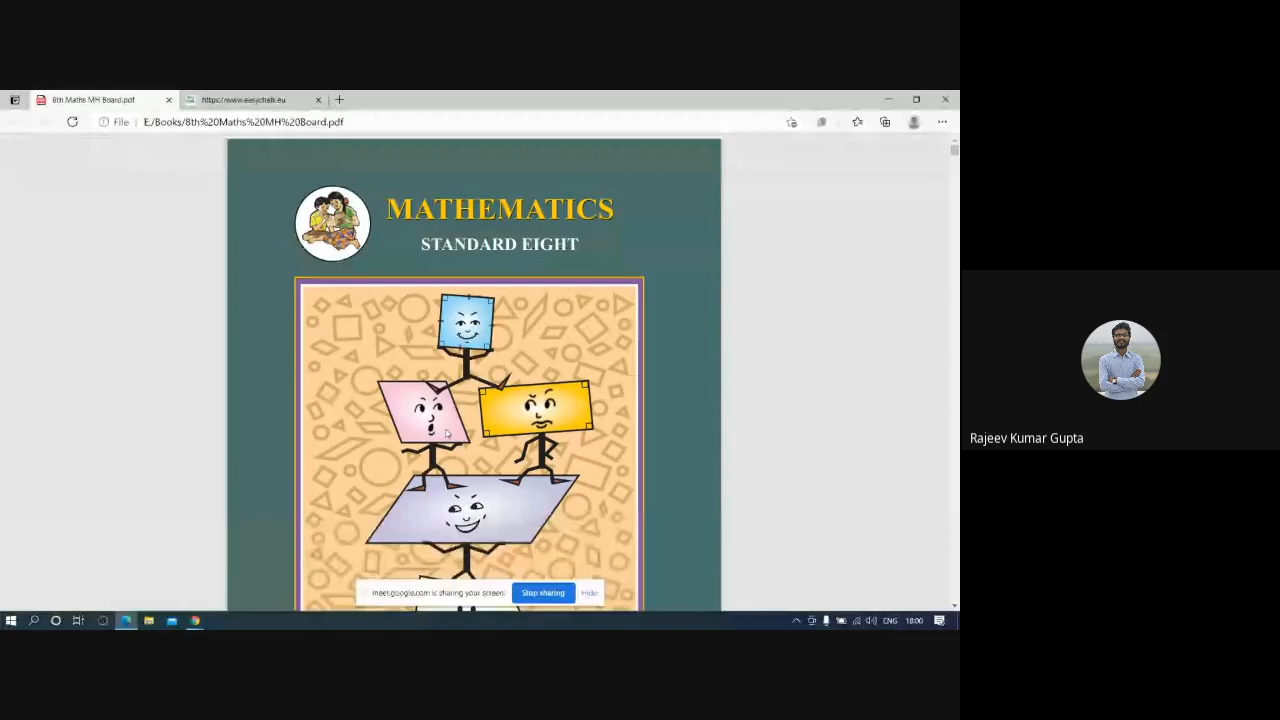 8th Maths MH Board.pdf
https://www.easychalk.eu
File
E:/Books/8th%20Maths%20MH%20Board.pdf
MATHEMATICS
STANDARD EIGHT
meet.google.com is sharing your screen.
Stop sharing
Hide
ENG
18:00
Rajeev Kumar Gupta